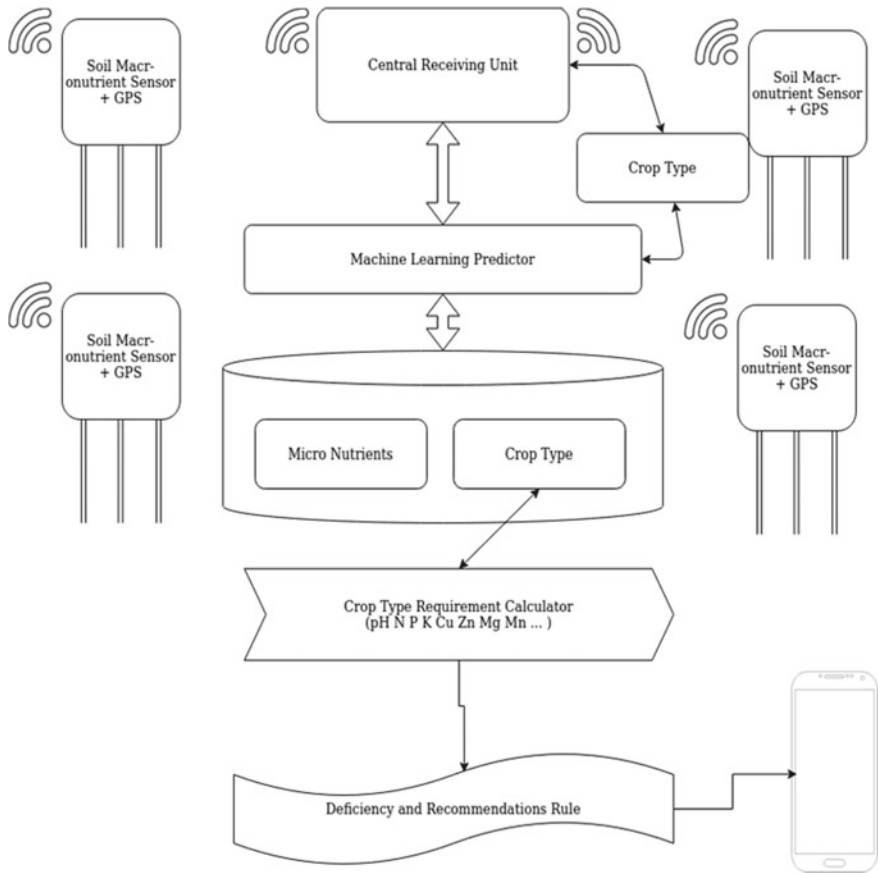 Soil Macr-
onutrient Sensor
+ GPS
Central Receiving Unit
Soil Macr-
onutrient Sensor
+ GPS
Crop Type
Machine Learning Predictor
Soil Macr-
onutrient Sensor
+ GPS
Soil Macr-
onutrient Sensor
+ GPS
Micro Nutrients
Crop Type
Crop Type Requirement Calculator
(pH N P K Cu Zn Mg Mn ... )
Deficiency and Recommendations Rule